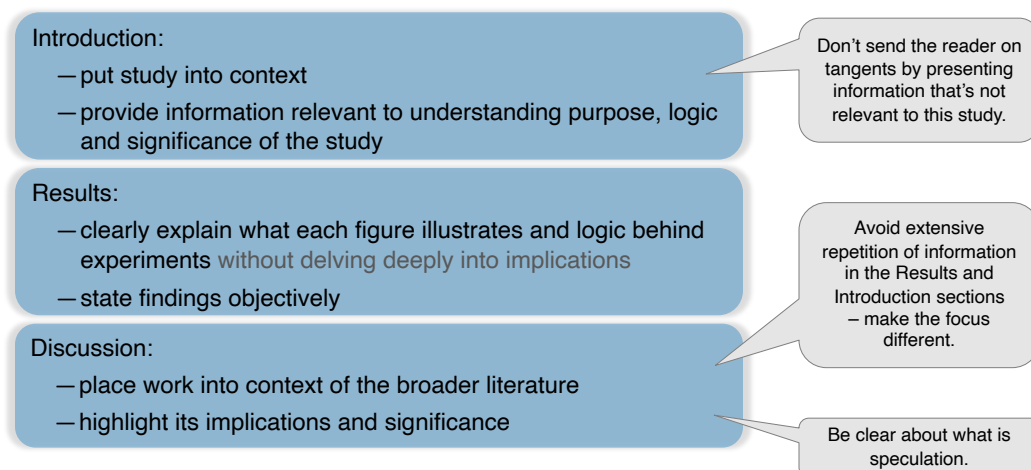 Introduction:
—put study into context
—provide information relevant to understanding purpose, logic
and significance of the study
Don’t send the reader on
tangents by presenting
information that’s not
relevant to this study.
Results:
—clearly explain what each figure illustrates and logic behind
experiments without delving deeply into implications
—state findings objectively
Avoid extensive
repetition of information
in the Results and
Introduction sections
– make the focus
different.
Discussion:
—place work into context of the broader literature
—highlight its implications and significance
Be clear about what is
speculation.